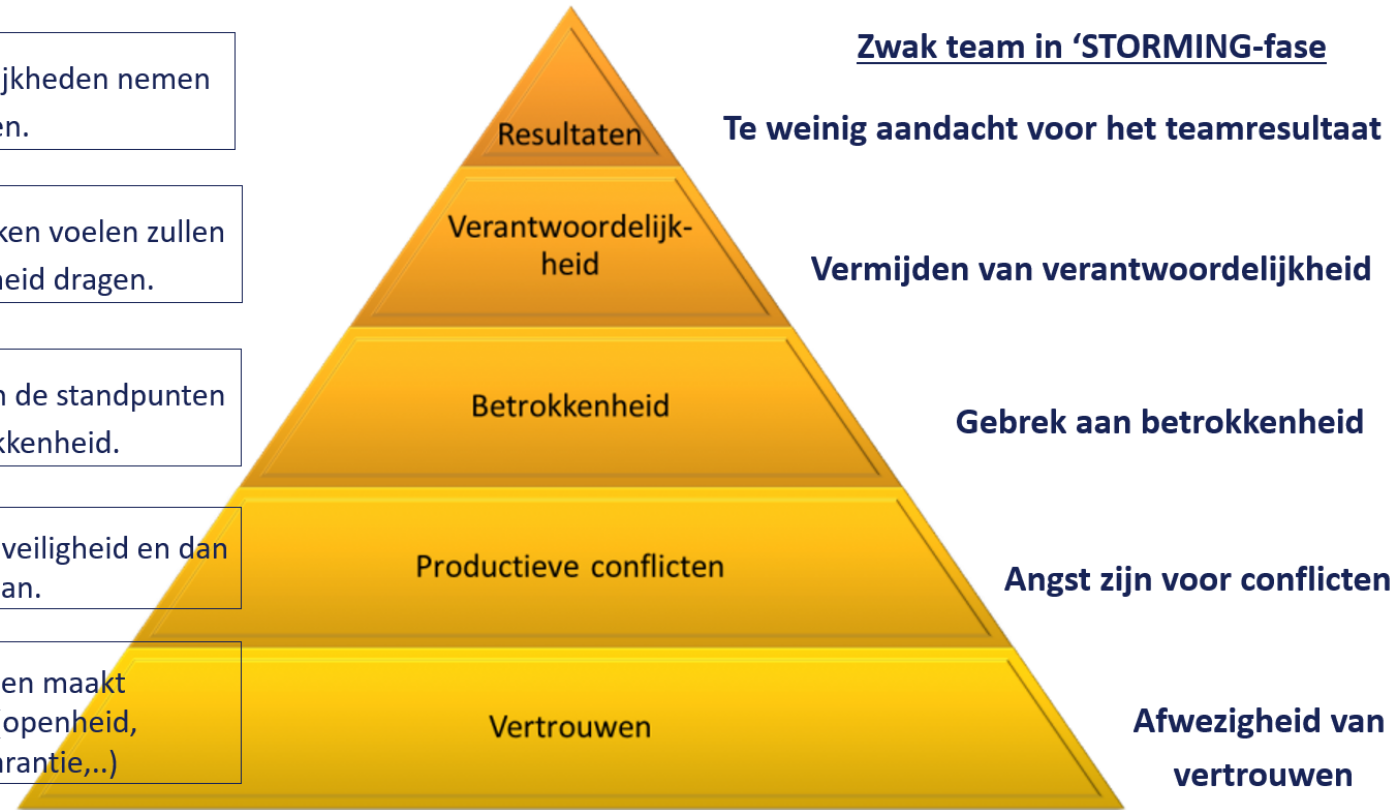 Zwak team in ‘STORMING-fase
ijkheden nemen
en.
Resultaten
Te weinig aandacht voor het teamresultaat
ken voelen zullen
heid dragen.
Verantwoordelijk-
heid
Vermijden van verantwoordelijkheid
n de standpunten
kkenheid.
Betrokkenheid
Gebrek aan betrokkenheid
veiligheid en dan
an.
Productieve conflicten
Angst zijn voor conflicten
en maakt
(openheid,
arantie,..)
Vertrouwen
Afwezigheid van
vertrouwen